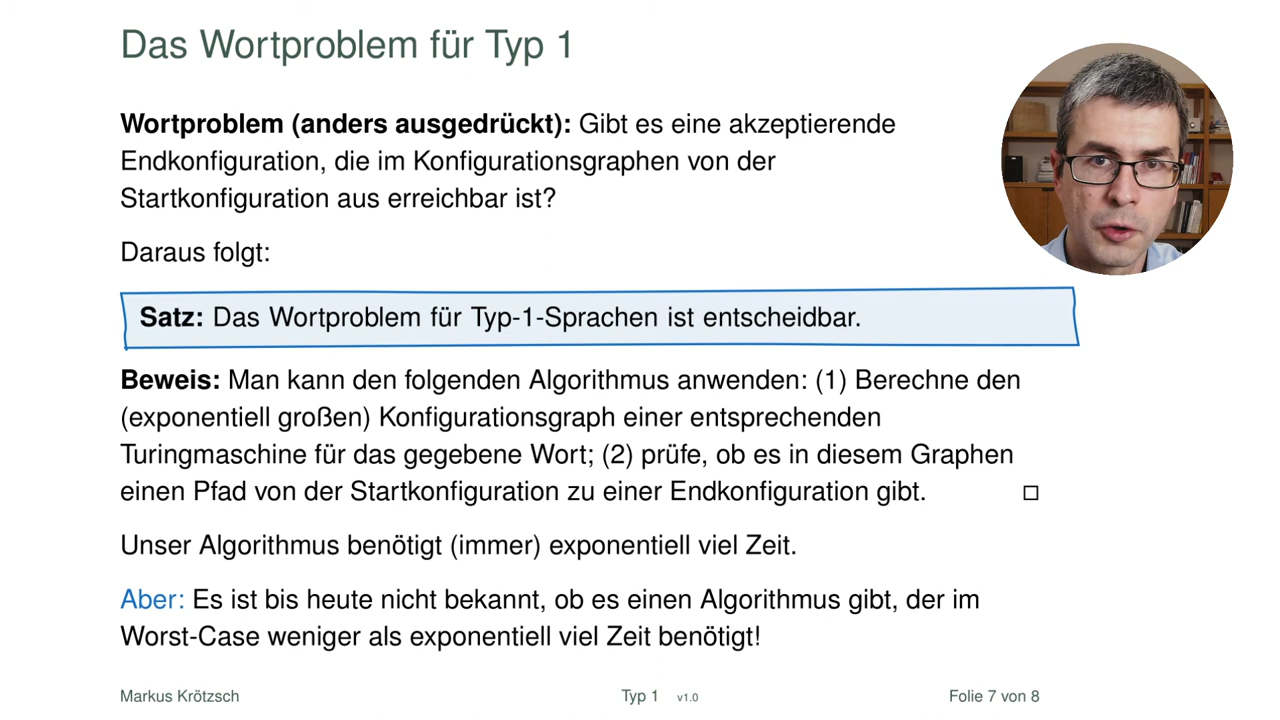 Das Wortproblem für Typ 1
Wortproblem (anders ausgedrückt): Gibt es eine akzeptierende
Endkonfiguration, die im Konfigurationsgraphen von der
Startkonfiguration aus erreichbar ist?
Daraus folgt:
Satz: Das Wortproblem für Typ-1-Sprachen ist entscheidbar.
Beweis: Man kann den folgenden Algorithmus anwenden: (1) Berechne den
(exponentiell großen) Konfigurationsgraph einer entsprechenden
Turingmaschine für das gegebene Wort; (2) prüfe, ob es in diesem Graphen
einen Pfad von der Startkonfiguration zu einer Endkonfiguration gibt. □
Unser Algorithmus benötigt (immer) exponentiell viel Zeit.
Aber: Es ist bis heute nicht bekannt, ob es einen Algorithmus gibt, der im
Worst-Case weniger als exponentiell viel Zeit benötigt!
Markus Krötzsch Typ 1 v1.0 Folie 7 von 8